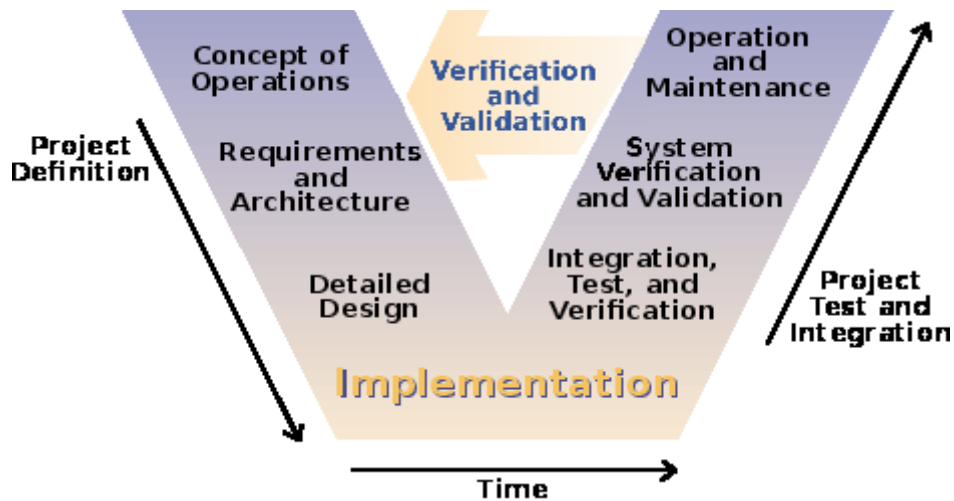 Concept of
Operations
Verification
and
Validation
Operation
and
Maintenance
Project
Definition
Requirements
and
Architecture
System
Verification
and Validation
Detailed
Design
Integration,
Test, and
Verification
Project
Test and
Integration
Implementation
Time